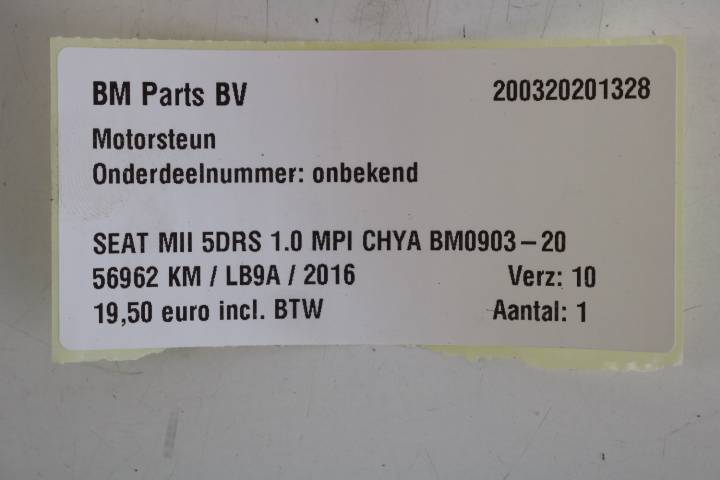 BM Parts BV 200320201328
Motorsteun
Onderdeelnummer: onbekend
SEAT MII 5DRS 1.0 MPI CHYA BM0903-20
56962 KM / LB9A / 2016 Verz: 10
19,50 euro incl. BTW Aantal: 1